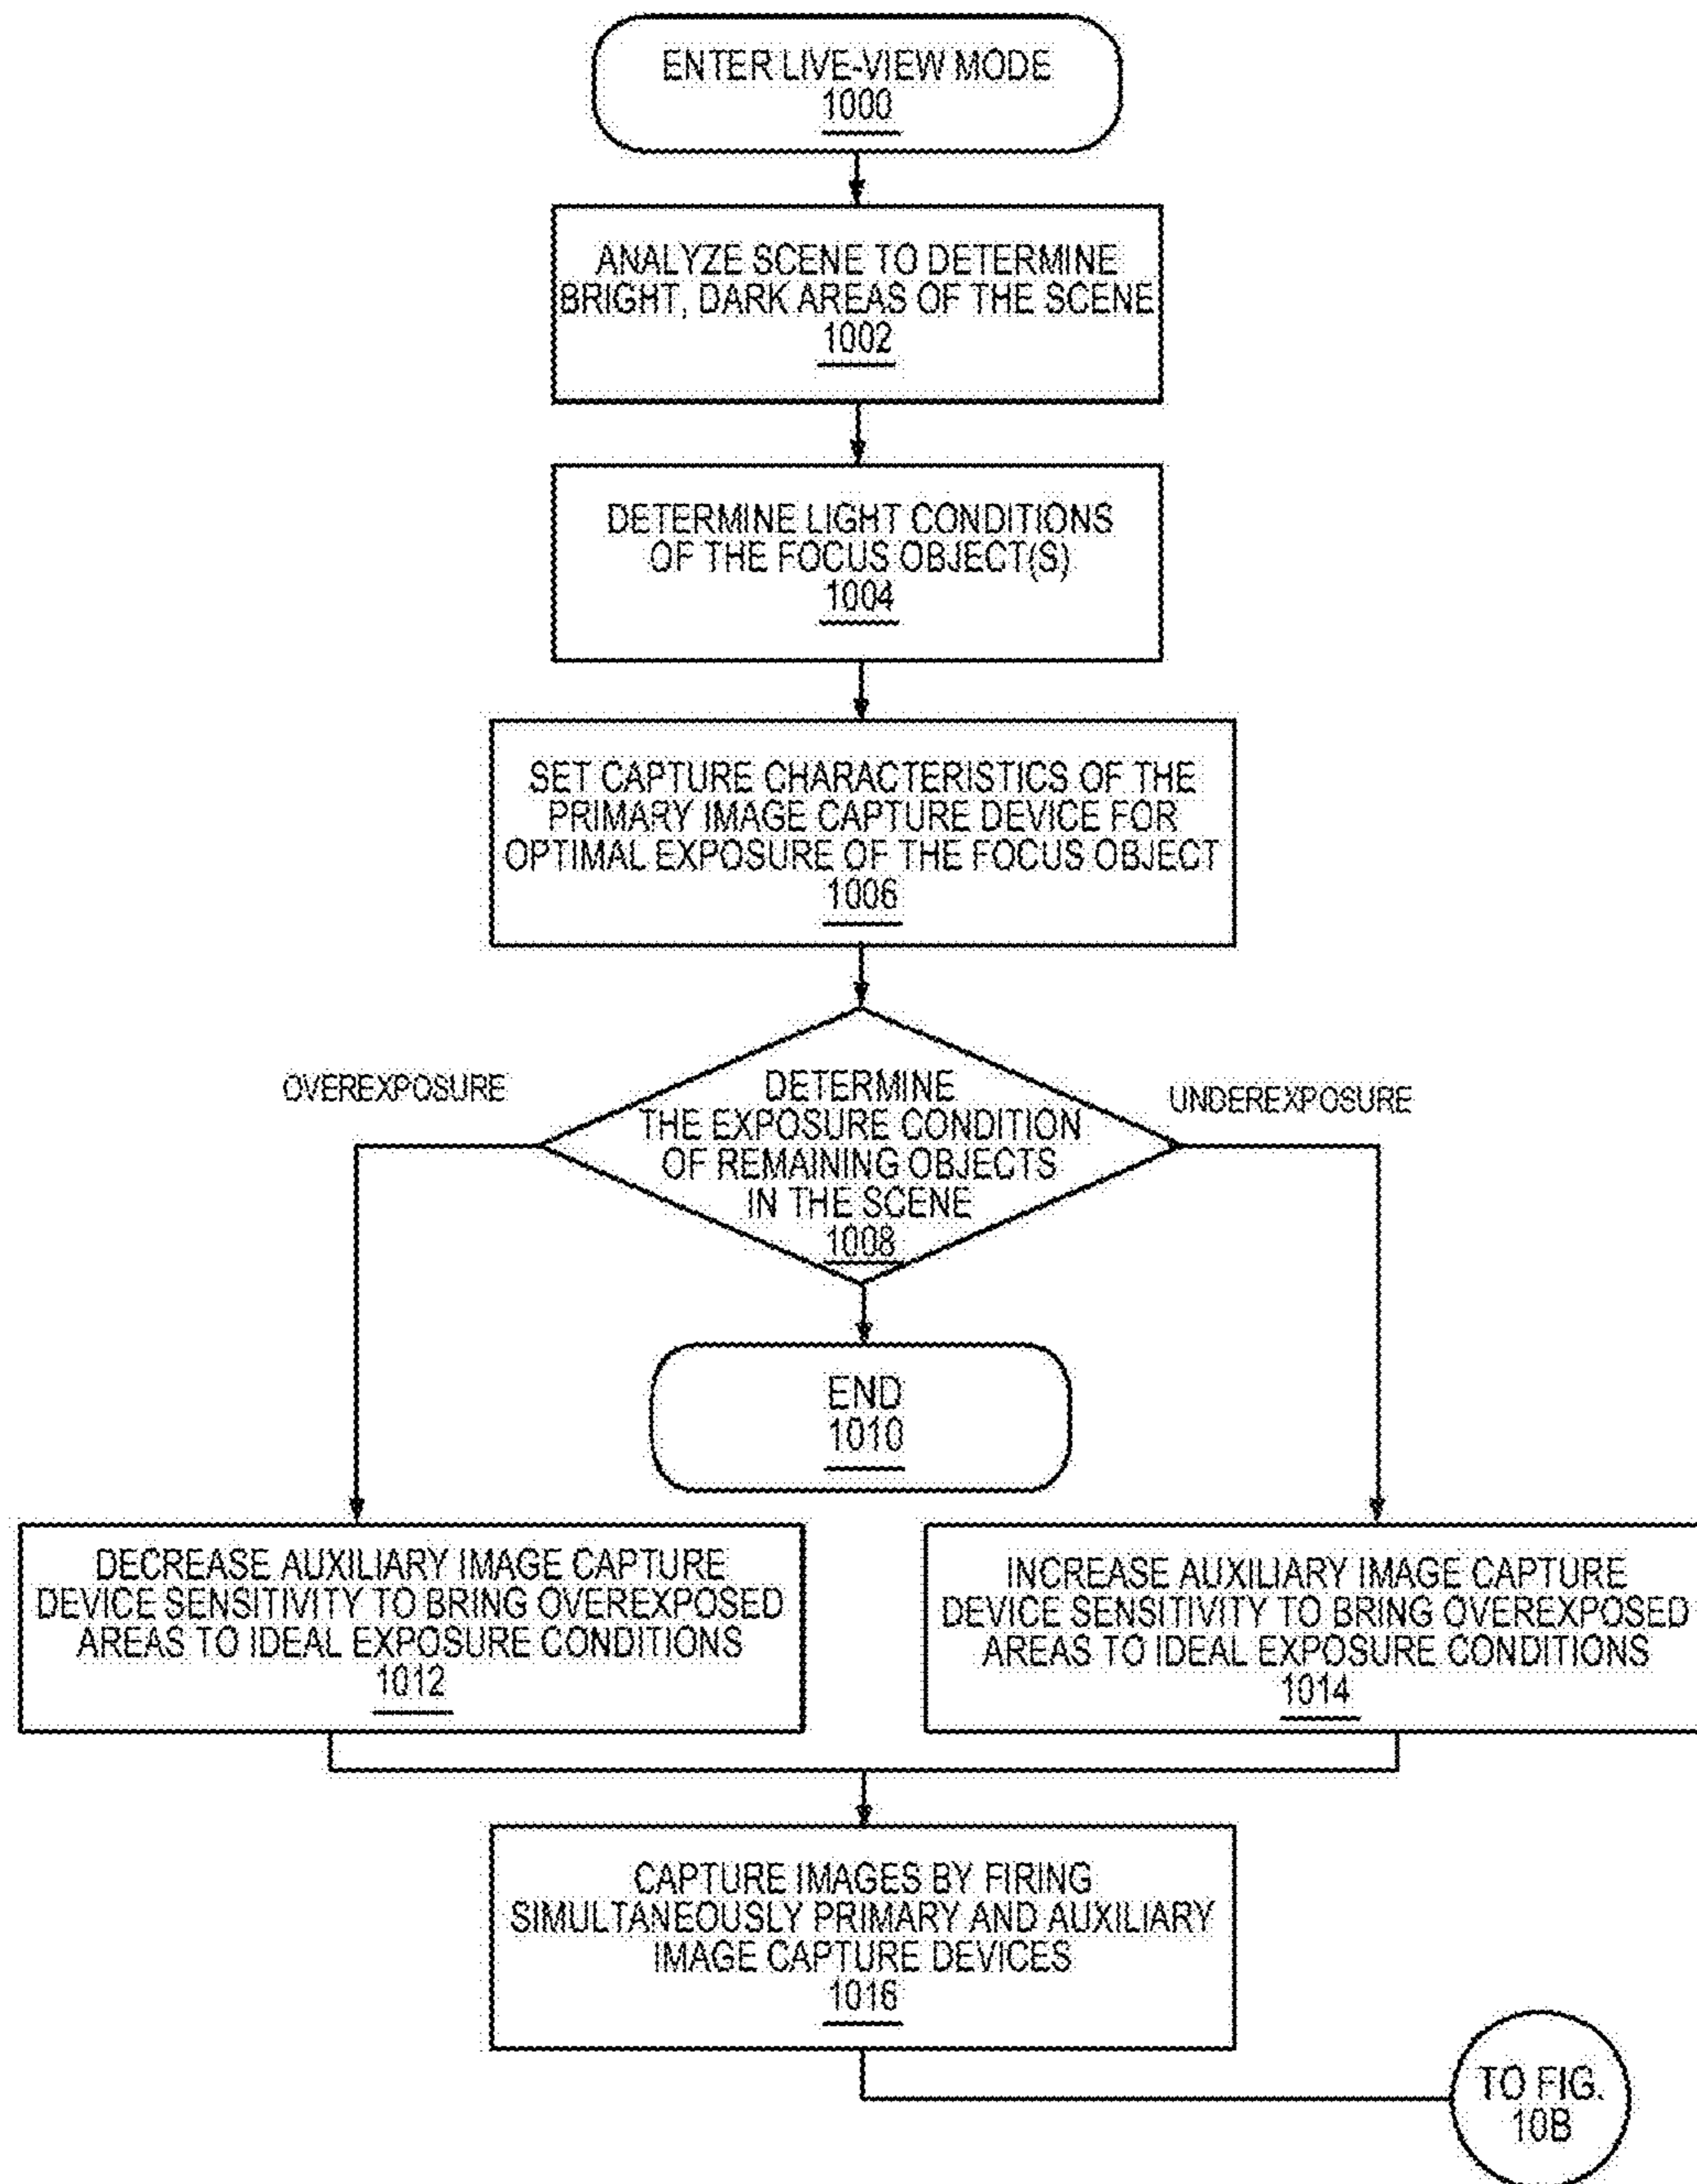 ENTER LIVE-VIEW MODE
1000
ANALYZE SCENE TO DETERMINE
BRIGHT, DARK AREAS OF THE SCENE
1002
DETERMINE LIGHT CONDITIONS
OF THE FOCUS OBJECT(S)
1004
SET CAPTURE CHARACTERISTICS OF THE
PRIMARY IMAGE CAPTURE DEVICE FOR
OPTIMAL EXPOSURE OF THE FOCUS OBJECT
1006
OVEREXPOSURE
DETERMINE
THE EXPOSURE CONDITION
OF REMAINING OBJECTS
IN THE SCENE
1008
UNDEREXPOSURE
END
1010
DECREASE AUXILIARY IMAGE CAPTURE
DEVICE SENSITIVITY TO BRING OVEREXPOSED
AREAS TO IDEAL EXPOSURE CONDITIONS
1012
INCREASE AUXILIARY IMAGE CAPTURE
DEVICE SENSITIVITY TO BRING OVEREXPOSED
AREAS TO IDEAL EXPOSURE CONDITIONS
1014
CAPTURE IMAGES BY FIRING
SIMULTANEOUSLY PRIMARY AND AUXILIARY
IMAGE CAPTURE DEVICES
1016
TO FIG.
10B